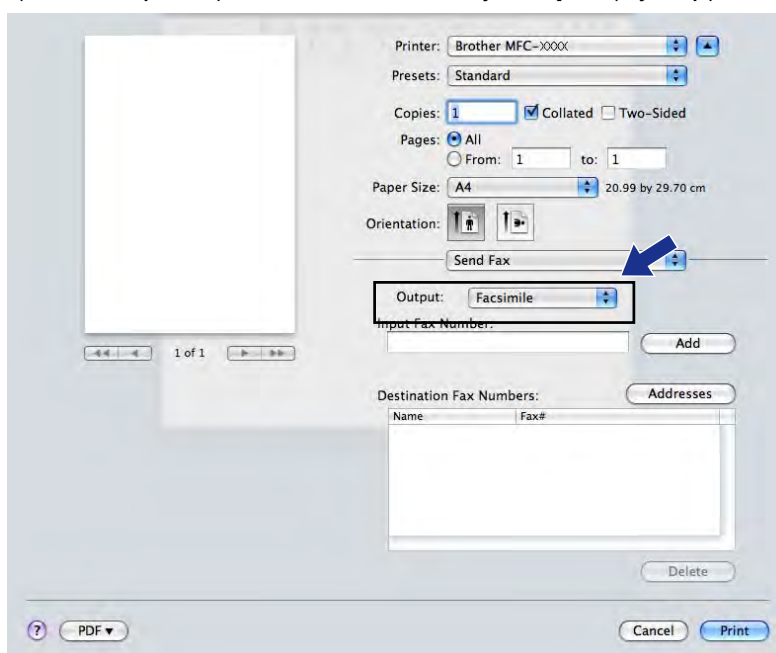 Printer: Brother MFC-XXXX
Presets: Standard
Copies: 1 Collated Two-Sided
Pages: All
From: 1 to: 1
Paper Size: A4 20.99 by 29.70 cm
Orientation:
Send Fax
Output: Facsimile
Input Fax Number:
Add
1 of 1
Destination Fax Numbers: Addresses
Name Fax#
Delete
? PDF Cancel Print